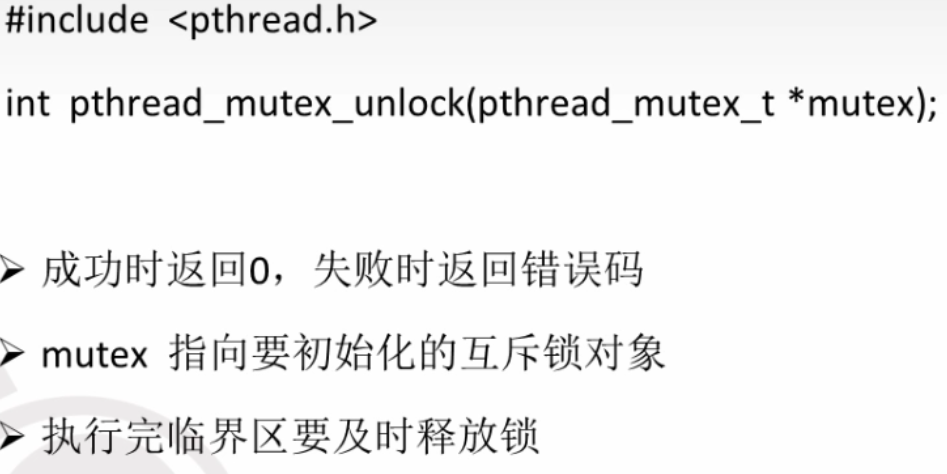 #include <pthread.h>
int pthread_mutex_unlock(pthread_mutex_t *mutex);
➢ 成功时返回0，失败时返回错误码
➢ mutex 指向要初始化的互斥锁对象
➢ 执行完临界区要及时释放锁